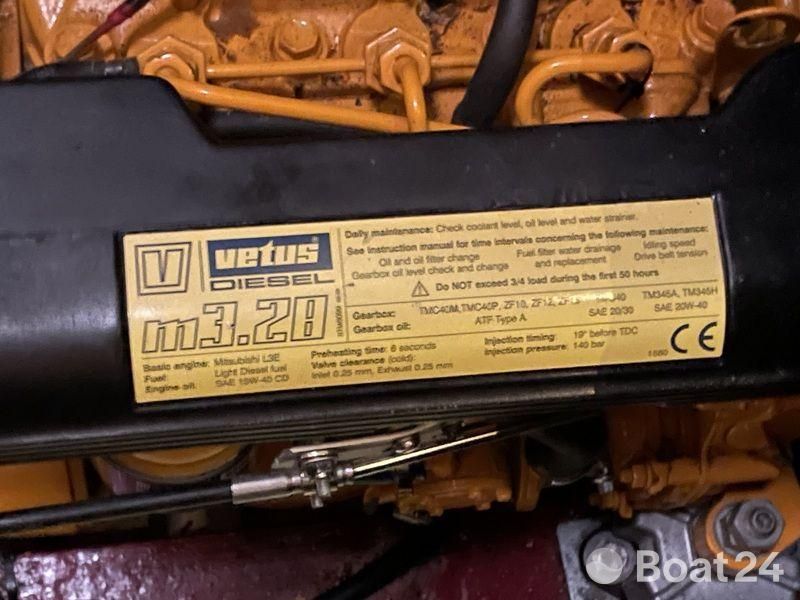 V
vetus®
DIESEL
m3.28
Basic engine: Mitsubishi L3E
Fuel: Light Diesel fuel
Engine oil: SAE 15W-40 CD
Daily maintenance: Check coolant level, oil level and water strainer.
See instruction manual for time intervals concerning the following maintenance:
Oil and oil filter change Fuel filter water drainage Idling speed
Gearbox oil level check and change and replacement Drive belt tension
Do NOT exceed 3/4 load during the first 50 hours
Gearbox: TMC40M, TMC40P, ZF10, ZF12, TM345A, TM345H
Gearbox oil: ATF Type A SAE 20/30 SAE 20W-40
Preheating time: 6 seconds Injection timing: 19° before TDC
Valve clearance (cold): Injection pressure: 140 bar
Inlet 0.25 mm, Exhaust 0.25 mm
CE
Boat24